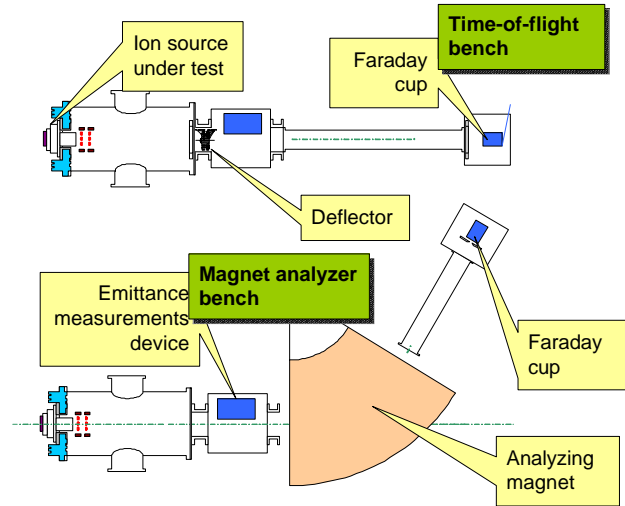 Ion source
under test
Time-of-flight
bench
Faraday
cup
Deflector
Magnet analyzer
bench
Emittance
measurements
device
Faraday
cup
Analyzing
magnet